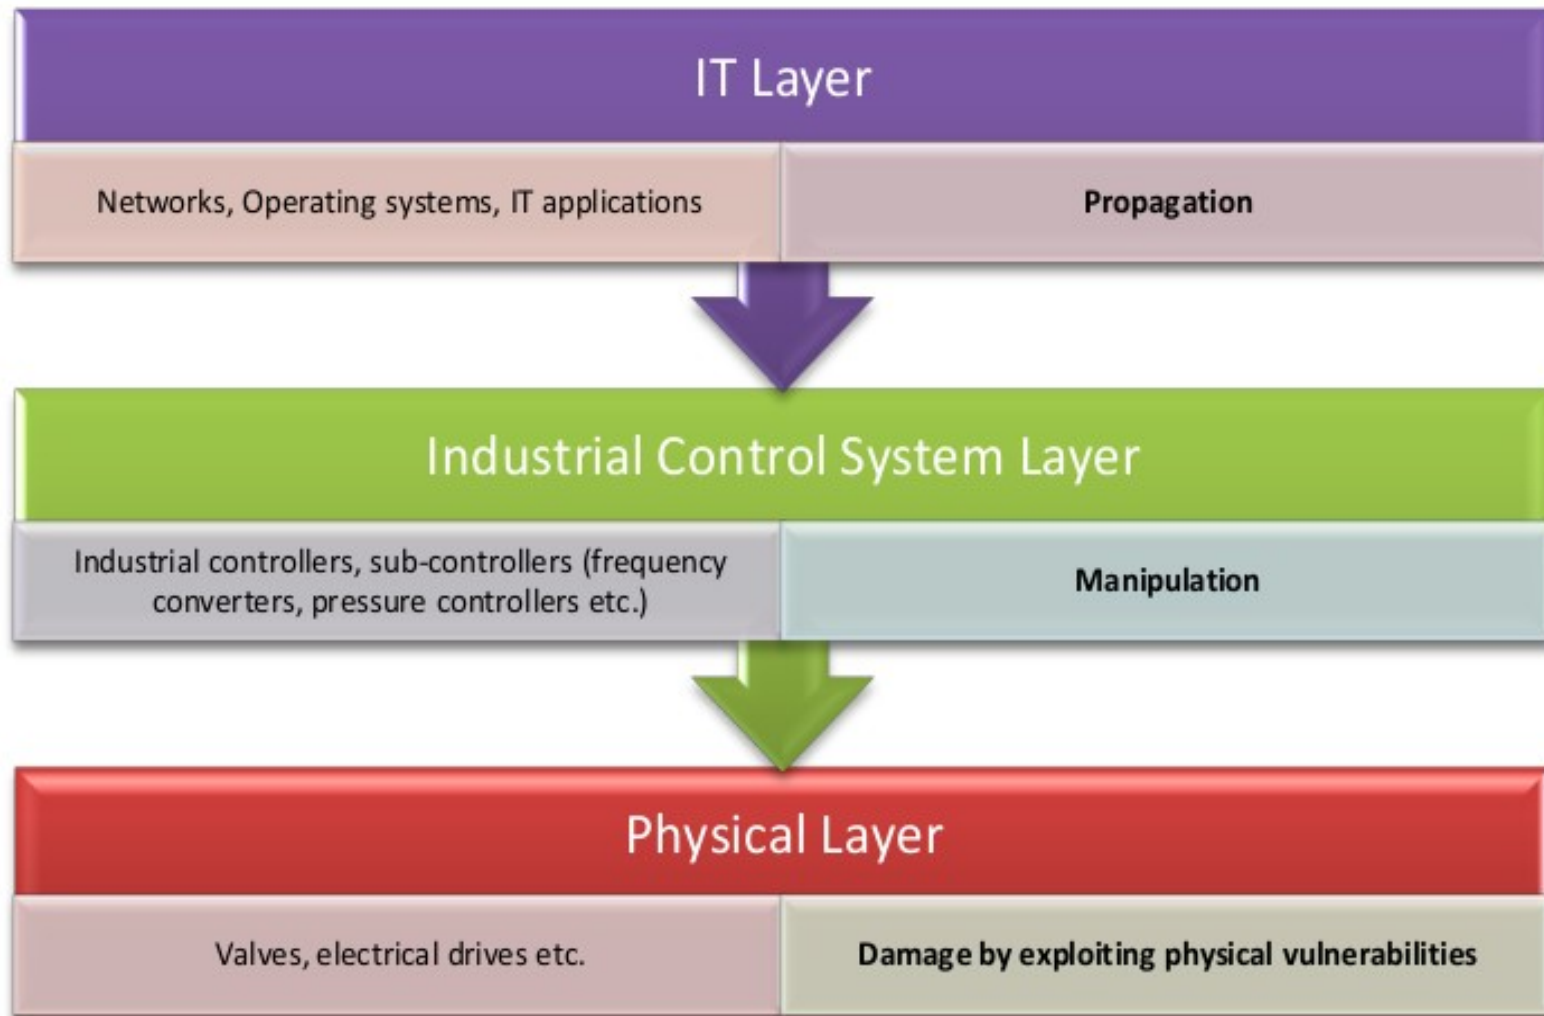 IT Layer
Networks, Operating systems, IT applications
Propagation
Industrial Control System Layer
Industrial controllers, sub-controllers (frequency
converters, pressure controllers etc.)
Manipulation
Physical Layer
Valves, electrical drives etc.
Damage by exploiting physical vulnerabilities